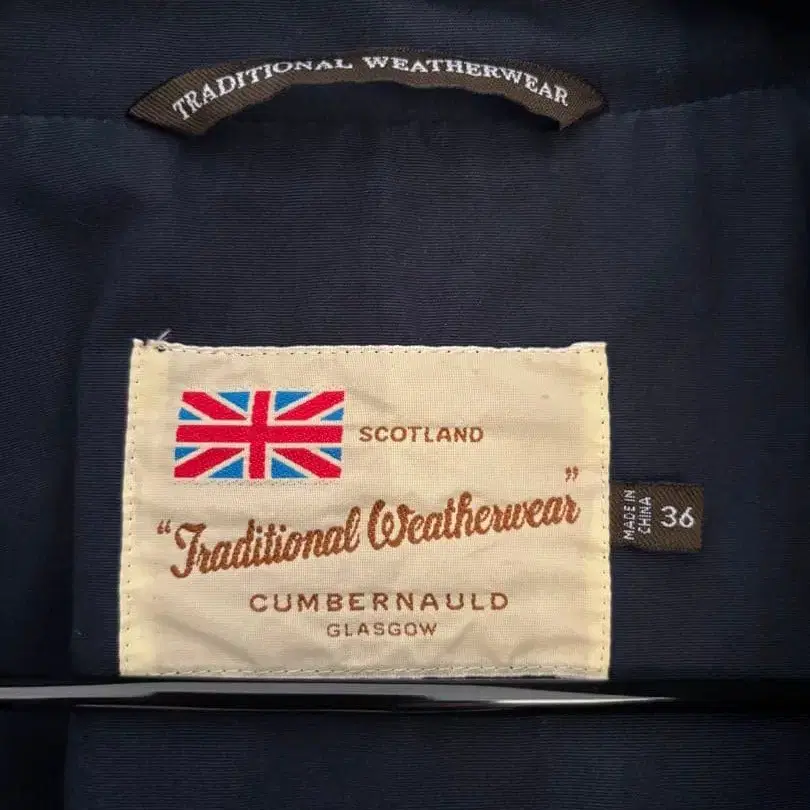 TRADITIONAL WEATHERWEAR
SCOTLAND
"Traditional Weatherwear"
CUMBERNAULD
GLASGOW
MADE IN
CHINA
36